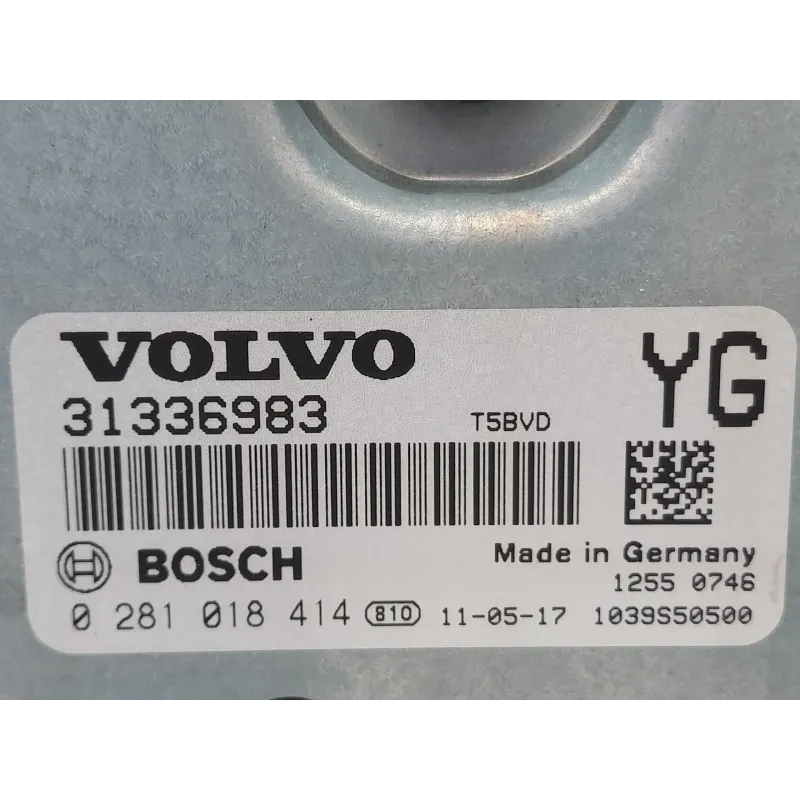 VOLVO
YG
31336983 T5BVD
BOSCH Made in Germany
1255 0746
0 281 018 414 810 11-05-17 1039S50500